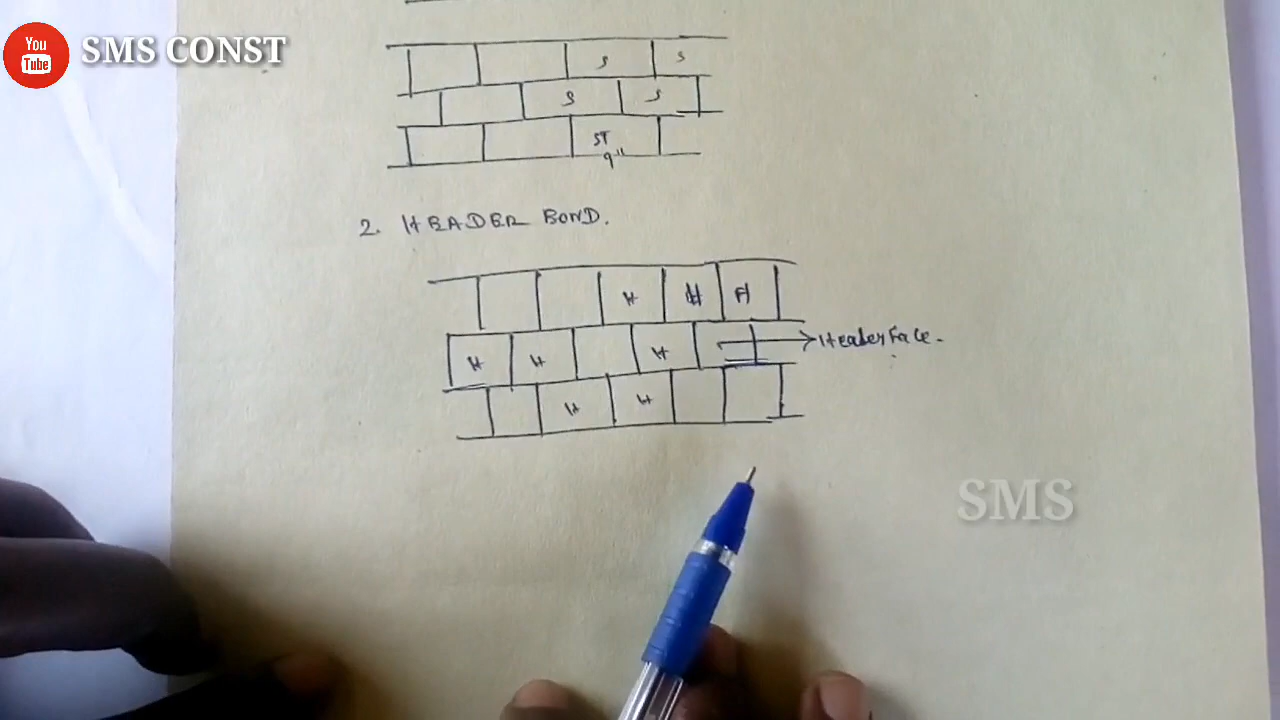 You
Tube
SMS CONST
S S
S S
ST
9"
2. HEADER BOND.
H H H
H H H
Header Face.
H H
SMS